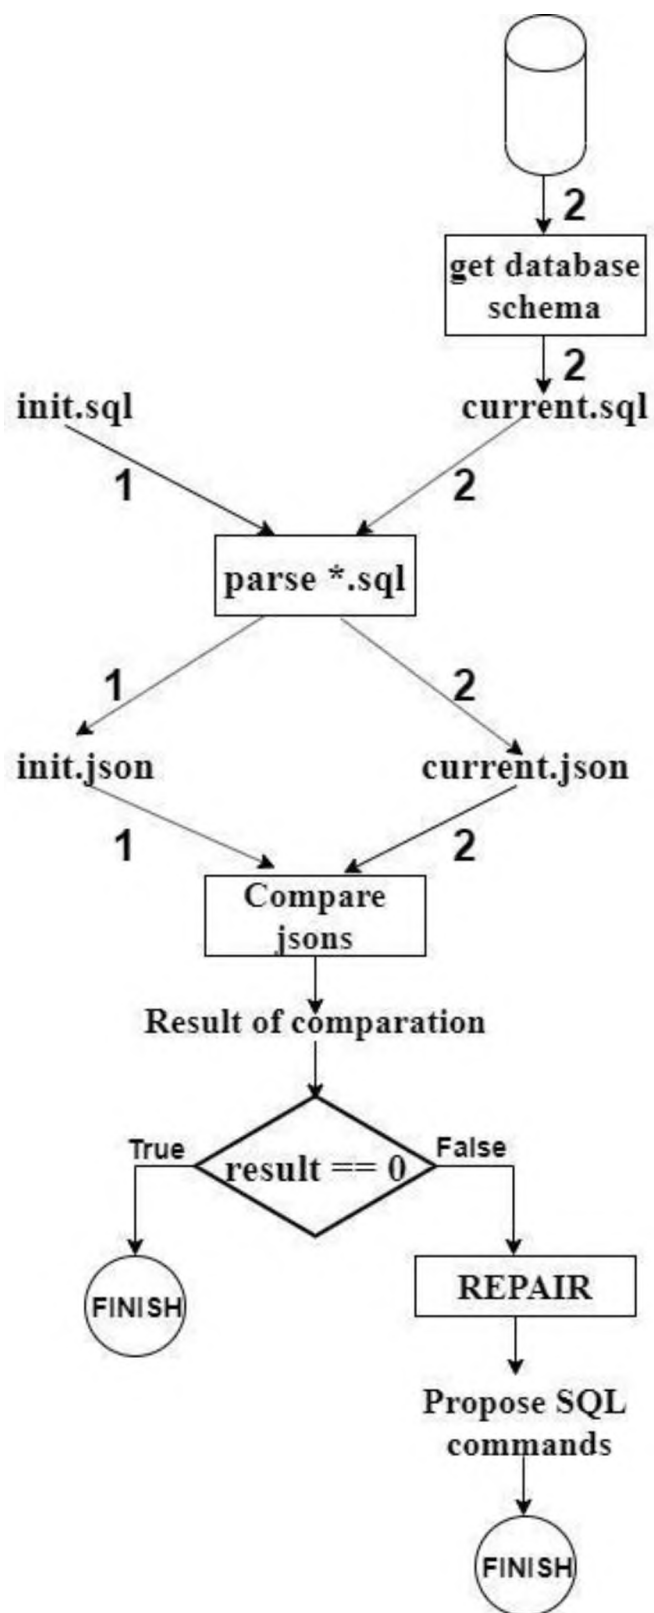 2
get database
schema
2
init.sql
current.sql
1
2
parse *.sql
1
2
init.json
current.json
1
2
Compare
jsons
Result of comparation
True
False
result == 0
FINISH
REPAIR
Propose SQL
commands
FINISH